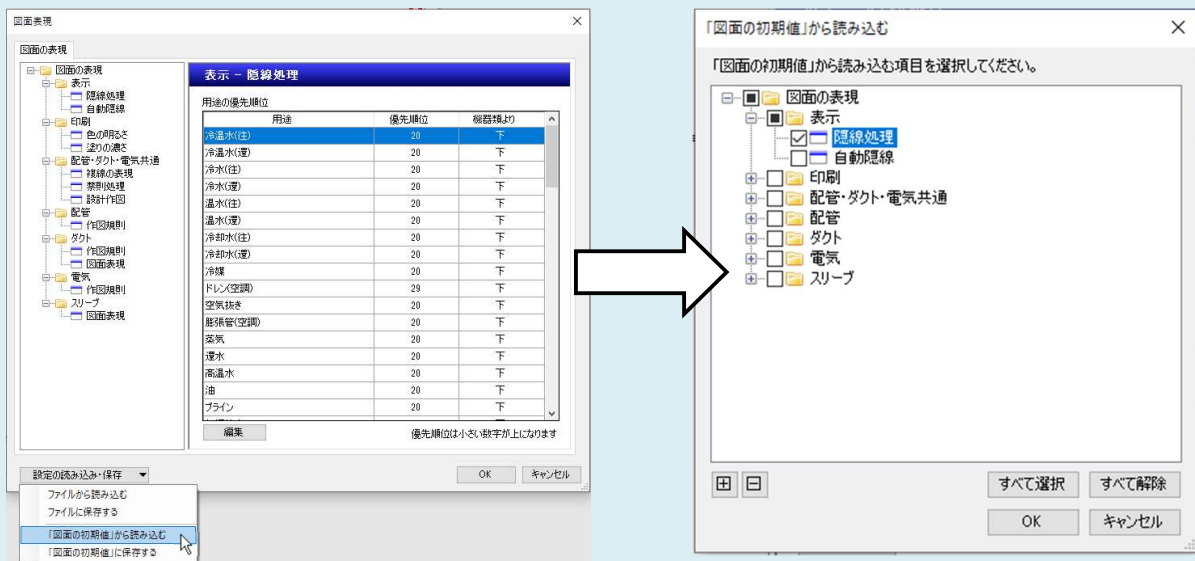 図面表現
図面の表現
図面の表現
表示
隠線処理
自動隠線
印刷
色の明るさ
塗りの濃さ
配管・ダクト・電気共通
複線の表現
禁則処理
設計作図
配管
作図規則
ダクト
作図規則
図面表現
電気
作図規則
スリーブ
図面表現
表示 - 隠線処理
用途の優先順位
用途 優先順位 機器類より
冷温水(往) 20 下
冷温水(還) 20 下
冷水(往) 20 下
冷水(還) 20 下
温水(往) 20 下
温水(還) 20 下
冷却水(往) 20 下
冷却水(還) 20 下
冷媒 20 下
ドレン(空調) 29 下
空気抜き 20 下
膨張管(空調) 20 下
蒸気 20 下
還水 20 下
高温水 20 下
油 20 下
ブライン 20 下
編集 優先順位は小さい数字が上になります
設定の読み込み・保存 OK キャンセル
ファイルから読み込む
ファイルに保存する
「図面の初期値」から読み込む
「図面の初期値」に保存する
「図面の初期値」から読み込む
「図面の初期値」から読み込む項目を選択してください。
図面の表現
表示
隠線処理
自動隠線
印刷
配管・ダクト・電気共通
配管
ダクト
電気
スリーブ
すべて選択 すべて解除
OK キャンセル